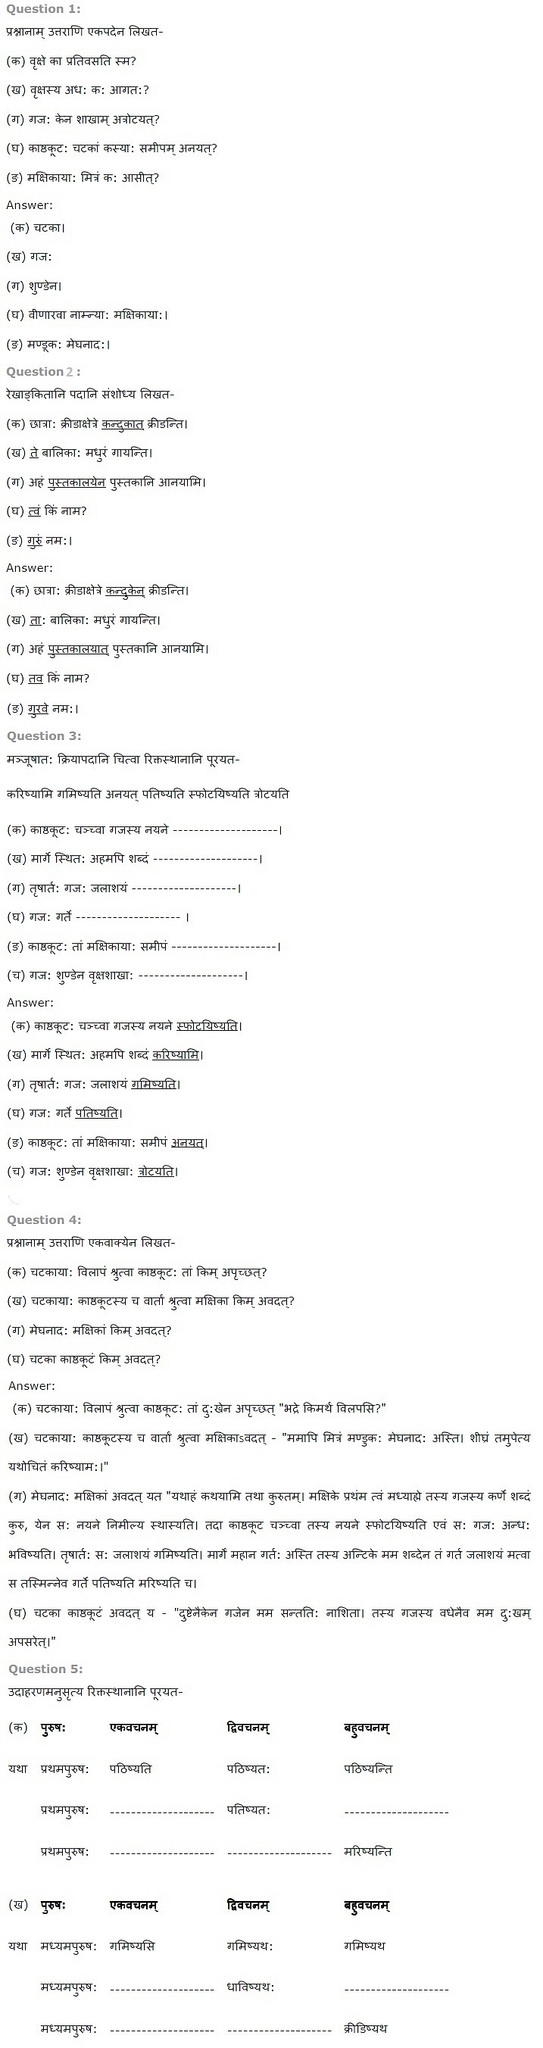 Question 1:
प्रश्नानाम् उत्तराणि एकपदेन लिखत-
(क) वृक्षे का प्रतिवसति स्म?
(ख) वृक्षस्य अध: क: आगत:?
(ग) गज: केन शाखाम् अत्रोटयत्?
(घ) काष्ठकूट: चटकां कस्या: समीपम् अनयत्?
(ङ) मक्षिकाया: मित्रं क: आसीत्?
Answer:
(क) चटका।
(ख) गज:
(ग) शुण्डेन।
(घ) वीणारवा नाम्न्या: मक्षिकाया:।
(ङ) मण्डूक: मेघनाद:।
Question 2 :
रेखाङ्कितानि पदानि संशोध्य लिखत-
(क) छात्रा: क्रीडाक्षेत्रे कन्दुकात् क्रीडन्ति।
(ख) ते बालिका: मधुरं गायन्ति।
(ग) अहं पुस्तकालयेन पुस्तकानि आनयामि।
(घ) त्वं किं नाम?
(ङ) गुरुं नम:।
Answer:
(क) छात्रा: क्रीडाक्षेत्रे कन्दुकेन क्रीडन्ति।
(ख) ता: बालिका: मधुरं गायन्ति।
(ग) अहं पुस्तकालयात् पुस्तकानि आनयामि।
(घ) तव किं नाम?
(ङ) गुरवे नम:।
Question 3:
मञ्जूषात: क्रियापदानि चित्वा रिक्तस्थानानि पूरयत-
करिष्यामि गमिष्यति अनयत् पतिष्यति स्फोटयिष्यति त्रोटयति
(क) काष्ठकूट: चञ्च्वा गजस्य नयने --------------------।
(ख) मार्गे स्थित: अहमपि शब्दं --------------------।
(ग) तृषार्त: गज: जलाशयं --------------------।
(घ) गज: गर्ते -------------------- ।
(ङ) काष्ठकूट: तां मक्षिकाया: समीपं --------------------।
(च) गज: शुण्डेन वृक्षशाखा: --------------------।
Answer:
(क) काष्ठकूट: चञ्च्वा गजस्य नयने स्फोटयिष्यति।
(ख) मार्गे स्थित: अहमपि शब्दं करिष्यामि।
(ग) तृषार्त: गज: जलाशयं गमिष्यति।
(घ) गज: गर्ते पतिष्यति।
(ङ) काष्ठकूट: तां मक्षिकाया: समीपं अनयत्।
(च) गज: शुण्डेन वृक्षशाखा: त्रोटयति।
Question 4:
प्रश्नानाम् उत्तराणि एकवाक्येन लिखत-
(क) चटकाया: विलापं श्रुत्वा काष्ठकूट: तां किम् अपृच्छत्?
(ख) चटकाया: काष्ठकूटस्य च वार्तां श्रुत्वा मक्षिका किम् अवदत्?
(ग) मेघनाद: मक्षिकां किम् अवदत्?
(घ) चटका काष्ठकूटं किम् अवदत्?
Answer:
(क) चटकाया: विलापं श्रुत्वा काष्ठकूट: तां दु:खेन अपृच्छत् "भद्रे किमर्थं विलपसि?"
(ख) चटकाया: काष्ठकूटस्य च वार्तां श्रुत्वा मक्षिकाऽवदत् - "ममापि मित्रं मण्डुक: मेघनाद: अस्ति। शीघ्रं तमुपेत्य
यथोचितं करिष्याम:।"
(ग) मेघनाद: मक्षिकां अवदत् यत "यथाहं कथयामि तथा कुरुतम्। मक्षिके प्रथंम त्वं मध्याह्ने तस्य गजस्य कर्णे शब्दं
कुरु, येन स: नयने निमील्य स्थास्यति। तदा काष्ठकूट चञ्च्वा तस्य नयने स्फोटयिष्यति एवं स: गज: अन्ध:
भविष्यति। तृषार्त: स: जलाशयं गमिष्यति। मार्गे महान गर्त: अस्ति तस्य अन्टिके मम शब्देन तं गर्त जलाशयं मत्वा
स तस्मिन्नेव गर्ते पतिष्यति मरिष्यति च।
(घ) चटका काष्ठकूटं अवदत् य - "दुष्टेनैकेन गजेन मम सन्तति: नाशिता। तस्य गजस्य वधेनैव मम दु:खम्
अपसरेत्।"
Question 5:
उदाहरणमनुसृत्य रिक्तस्थानानि पूरयत-
(क) पुरुष: एकवचनम् द्विवचनम् बहुवचनम्
यथा प्रथमपुरुष: पठिष्यति पठिष्यत: पठिष्यन्ति
प्रथमपुरुष: -------------------- पतिष्यत: --------------------
प्रथमपुरुष: -------------------- -------------------- मरिष्यन्ति
(ख) पुरुष: एकवचनम् द्विवचनम् बहुवचनम्
यथा मध्यमपुरुष: गमिष्यसि गमिष्यथ: गमिष्यथ
मध्यमपुरुष: -------------------- धाविष्यथ: --------------------
मध्यमपुरुष: -------------------- -------------------- क्रीडिष्यथ